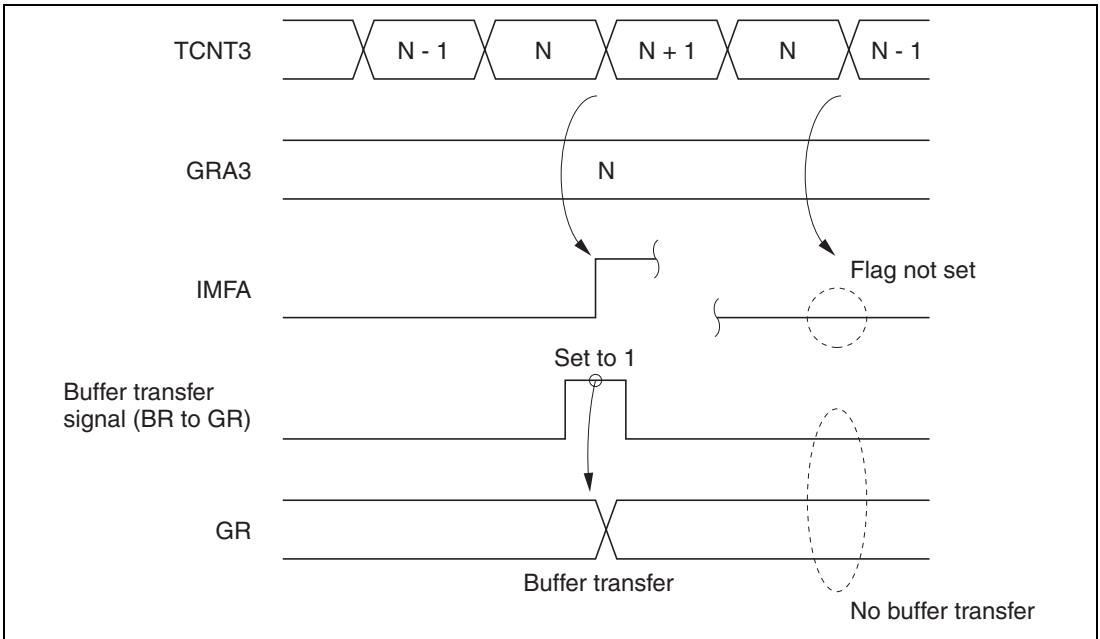 TCNT3
N - 1
N
N + 1
N
N - 1
GRA3
N
IMFA
Flag not set
Set to 1
Buffer transfer
signal (BR to GR)
GR
Buffer transfer
No buffer transfer